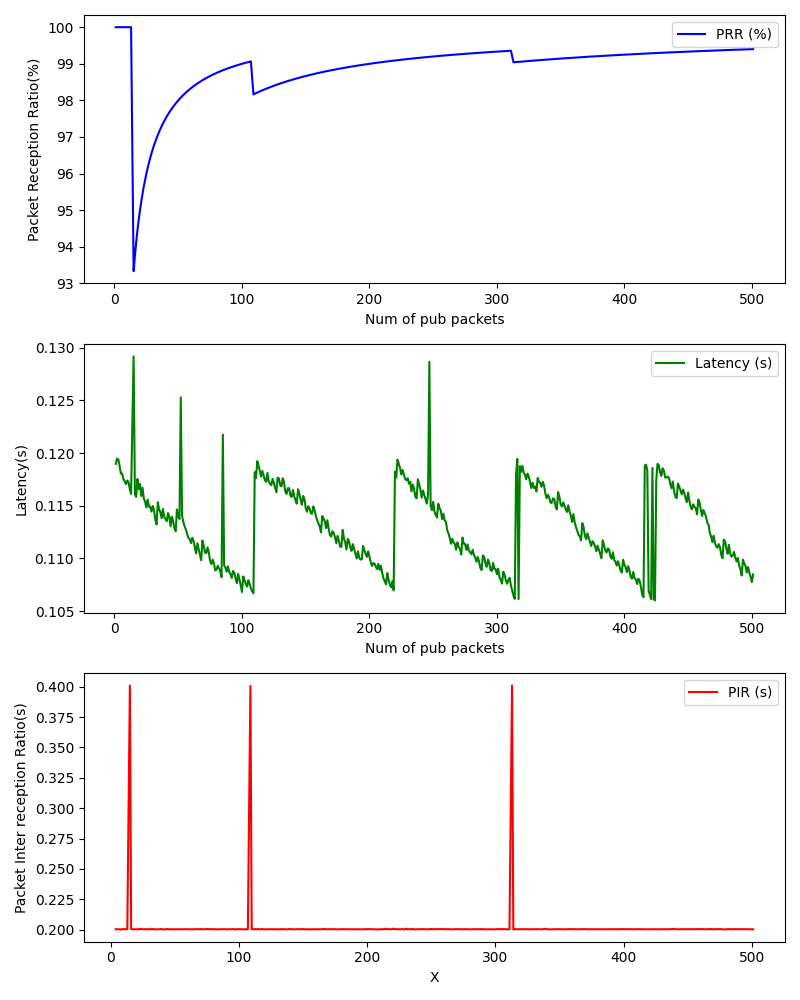 PRR (%)
Packet Reception Ratio(%)
100
99
98
97
96
95
94
93
0 100 200 300 400 500
Num of pub packets
Latency (s)
Latency(s)
0.130
0.125
0.120
0.115
0.110
0.105
0 100 200 300 400 500
Num of pub packets
PIR (s)
Packet Inter reception Ratio(s)
0.400
0.375
0.350
0.325
0.300
0.275
0.250
0.225
0.200
0 100 200 300 400 500
X